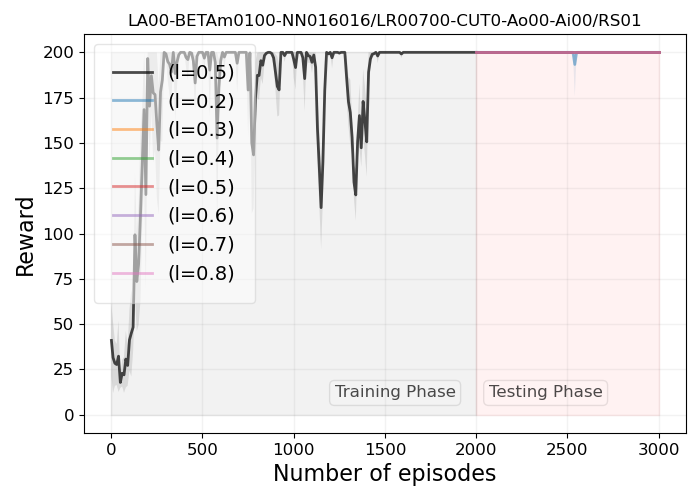 LA00-BETAm0100-NN016016/LR00700-CUT0-Ao00-Ai00/RS01
200
175
150
125
100
75
50
25
0
Reward
(l=0.5)
(l=0.2)
(l=0.3)
(l=0.4)
(l=0.5)
(l=0.6)
(l=0.7)
(l=0.8)
Training Phase
Testing Phase
0
500
1000
1500
2000
2500
3000
Number of episodes